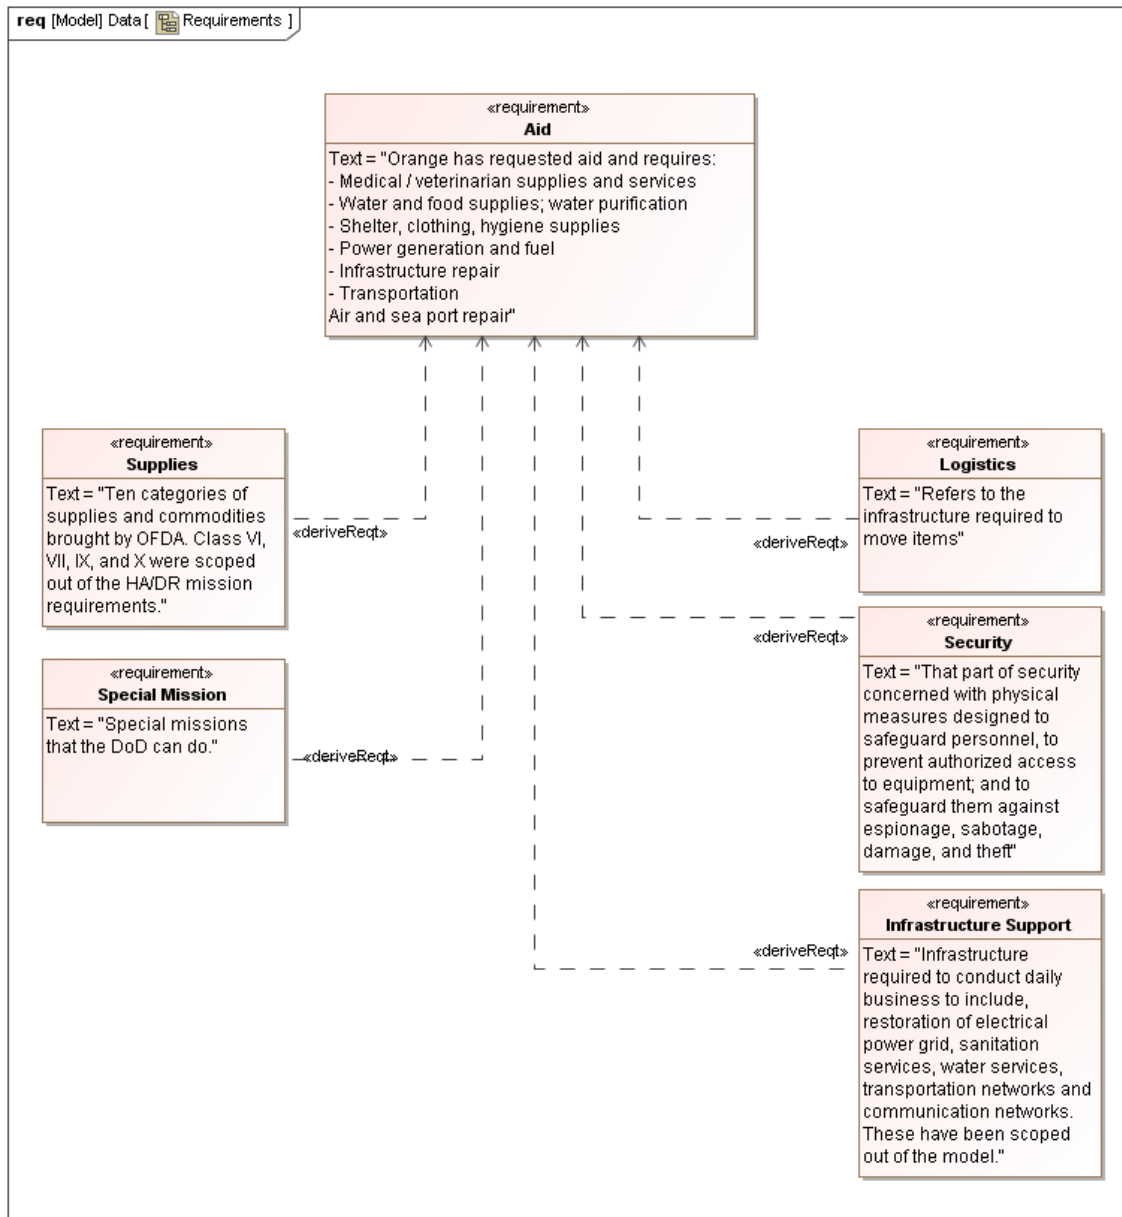 req [Model] Data [ Requirements ]
«requirement»
Aid
Text = "Orange has requested aid and requires:
- Medical / veterinarian supplies and services
- Water and food supplies; water purification
- Shelter, clothing, hygiene supplies
- Power generation and fuel
- Infrastructure repair
- Transportation
Air and sea port repair"
«requirement»
Supplies
Text = "Ten categories of
supplies and commodities
brought by OFDA. Class VI,
VII, IX, and X were scoped
out of the HA/DR mission
requirements."
«deriveReqt»
«requirement»
Logistics
Text = "Refers to the
infrastructure required to
move items"
«deriveReqt»
«requirement»
Special Mission
Text = "Special missions
that the DoD can do."
«deriveReqt»
«requirement»
Security
Text = "That part of security
concerned with physical
measures designed to
safeguard personnel, to
prevent authorized access
to equipment; and to
safeguard them against
espionage, sabotage,
damage, and theft"
«deriveReqt»
«requirement»
Infrastructure Support
Text = "Infrastructure
required to conduct daily
business to include,
restoration of electrical
power grid, sanitation
services, water services,
transportation networks and
communication networks.
These have been scoped
out of the model."
«deriveReqt»